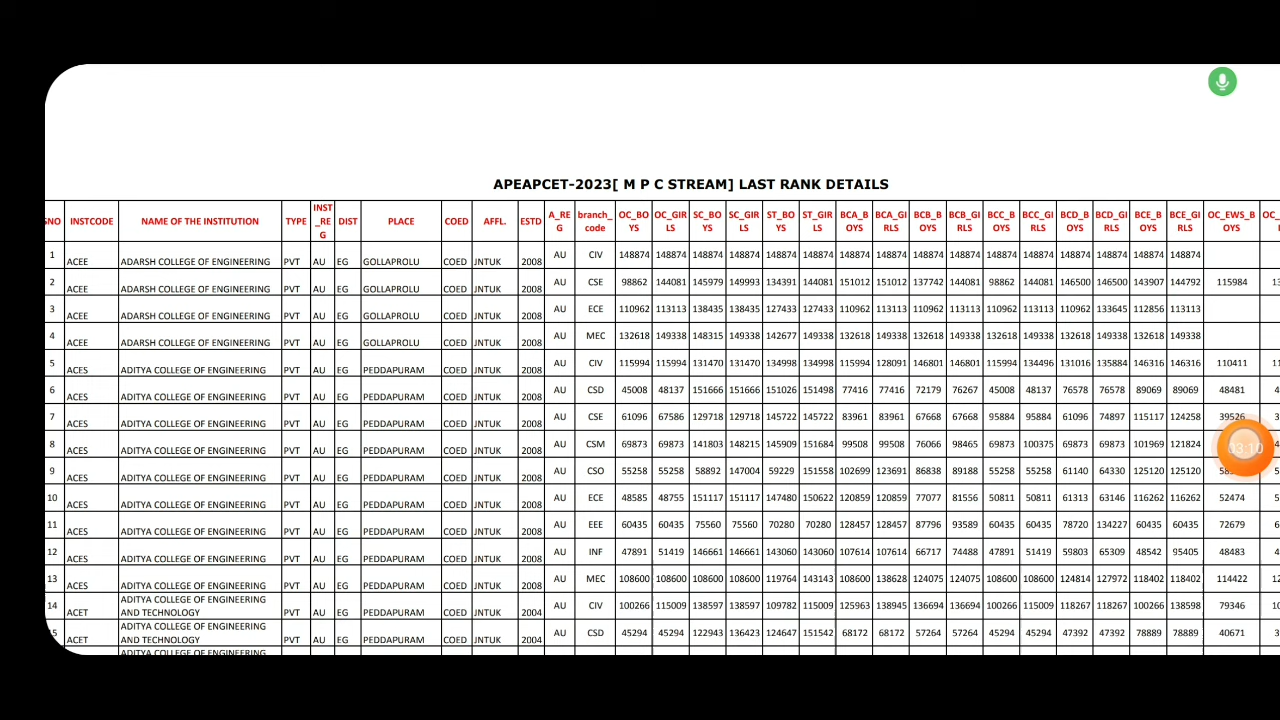 APEAPCET-2023[ M P C STREAM] LAST RANK DETAILS
SNO INSTCODE NAME OF THE INSTITUTION TYPE INST_REG DIST PLACE COED AFFL. ESTD A_REG branch_code OC_BOYS OC_GIRLS SC_BOYS SC_GIRLS ST_BOYS ST_GIRLS BCA_BOYS BCA_GIRLS BCB_BOYS BCB_GIRLS BCC_BOYS BCC_GIRLS BCD_BOYS BCD_GIRLS BCE_BOYS BCE_GIRLS OC_EWS_BOYS
1 ACEE ADARSH COLLEGE OF ENGINEERING PVT AU EG GOLLAPROLU COED JNTUK 2008 AU CIV 148874 148874 148874 148874 148874 148874 148874 148874 148874 148874 148874 148874 148874 148874 148874 148874
2 ACEE ADARSH COLLEGE OF ENGINEERING PVT AU EG GOLLAPROLU COED JNTUK 2008 AU CSE 98862 144081 145979 149993 134391 144081 151012 151012 137742 144081 98862 144081 146500 146500 143907 144792 115984
3 ACEE ADARSH COLLEGE OF ENGINEERING PVT AU EG GOLLAPROLU COED JNTUK 2008 AU ECE 110962 113113 138435 138435 127433 127433 110962 113113 110962 113113 110962 113113 110962 133645 112856 113113
4 ACEE ADARSH COLLEGE OF ENGINEERING PVT AU EG GOLLAPROLU COED JNTUK 2008 AU MEC 132618 149338 148315 149338 142677 149338 132618 149338 132618 149338 132618 149338 132618 149338 132618 149338
5 ACES ADITYA COLLEGE OF ENGINEERING PVT AU EG PEDDAPURAM COED JNTUK 2008 AU CIV 115994 115994 131470 131470 134998 134998 115994 128091 146801 146801 115994 134496 131016 135884 146316 146316 110411
6 ACES ADITYA COLLEGE OF ENGINEERING PVT AU EG PEDDAPURAM COED JNTUK 2008 AU CSD 45008 48137 151666 151666 151026 151498 77416 77416 72179 76267 45008 48137 76578 76578 89069 89069 48481
7 ACES ADITYA COLLEGE OF ENGINEERING PVT AU EG PEDDAPURAM COED JNTUK 2008 AU CSE 61096 67586 129718 129718 145722 145722 83961 83961 67668 67668 95884 95884 61096 74897 115117 124258 39526
8 ACES ADITYA COLLEGE OF ENGINEERING PVT AU EG PEDDAPURAM COED JNTUK 2008 AU CSM 69873 69873 141803 148215 145909 151684 99508 99508 76066 98465 69873 100375 69873 69873 101969 121824
03:10
9 ACES ADITYA COLLEGE OF ENGINEERING PVT AU EG PEDDAPURAM COED JNTUK 2008 AU CSO 55258 55258 58892 147004 59229 151558 102699 123691 86838 89188 55258 55258 61140 64330 125120 125120
10 ACES ADITYA COLLEGE OF ENGINEERING PVT AU EG PEDDAPURAM COED JNTUK 2008 AU ECE 48585 48755 151117 151117 147480 150622 120859 120859 77077 81556 50811 50811 61313 63146 116262 116262 52474
11 ACES ADITYA COLLEGE OF ENGINEERING PVT AU EG PEDDAPURAM COED JNTUK 2008 AU EEE 60435 60435 75560 75560 70280 70280 128457 128457 87796 93589 60435 60435 78720 134227 60435 60435 72679
12 ACES ADITYA COLLEGE OF ENGINEERING PVT AU EG PEDDAPURAM COED JNTUK 2008 AU INF 47891 51419 146661 146661 143060 143060 107614 107614 66717 74488 47891 51419 59803 65309 48542 95405 48483
13 ACES ADITYA COLLEGE OF ENGINEERING PVT AU EG PEDDAPURAM COED JNTUK 2008 AU MEC 108600 108600 108600 108600 119764 143143 108600 138628 124075 124075 108600 108600 124814 127972 118402 118402 114422
14 ACET ADITYA COLLEGE OF ENGINEERING AND TECHNOLOGY PVT AU EG PEDDAPURAM COED JNTUK 2004 AU CIV 100266 115009 138597 138597 109782 115009 125963 138945 136694 136694 100266 115009 118267 118267 100266 138598 79346
15 ACET ADITYA COLLEGE OF ENGINEERING AND TECHNOLOGY PVT AU EG PEDDAPURAM COED JNTUK 2004 AU CSD 45294 45294 122943 136423 124647 151542 68172 68172 57264 57264 45294 45294 47392 47392 78889 78889 40671
ADITYA COLLEGE OF ENGINEERING